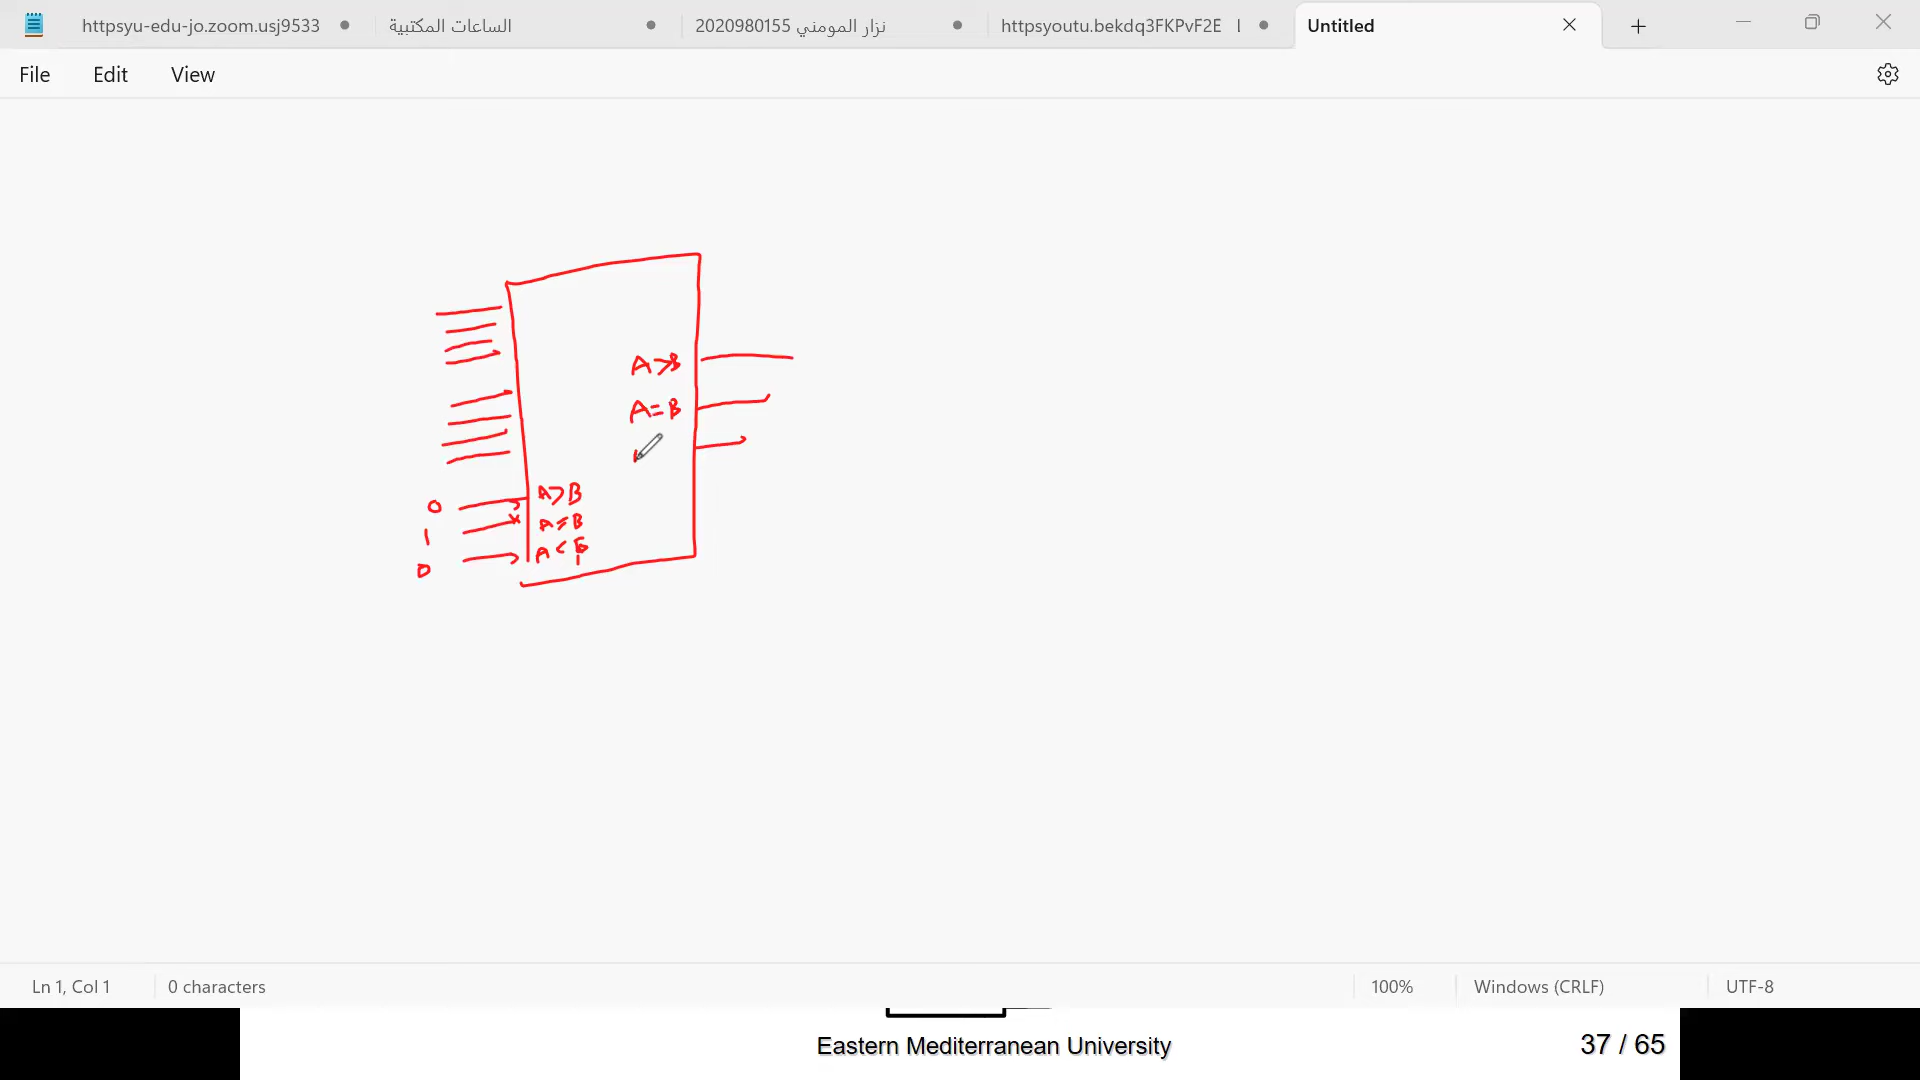 httpsyu-edu-jo.zoom.usj9533
الساعات المكتبية
نزار المومني 2020980155
httpsyoutu.bekdq3FKPvF2E l
Untitled
File Edit View
A>B
A=B
0 A>B
1 A=B
0 A<B
Ln 1, Col 1 0 characters 100% Windows (CRLF) UTF-8
Eastern Mediterranean University 37 / 65